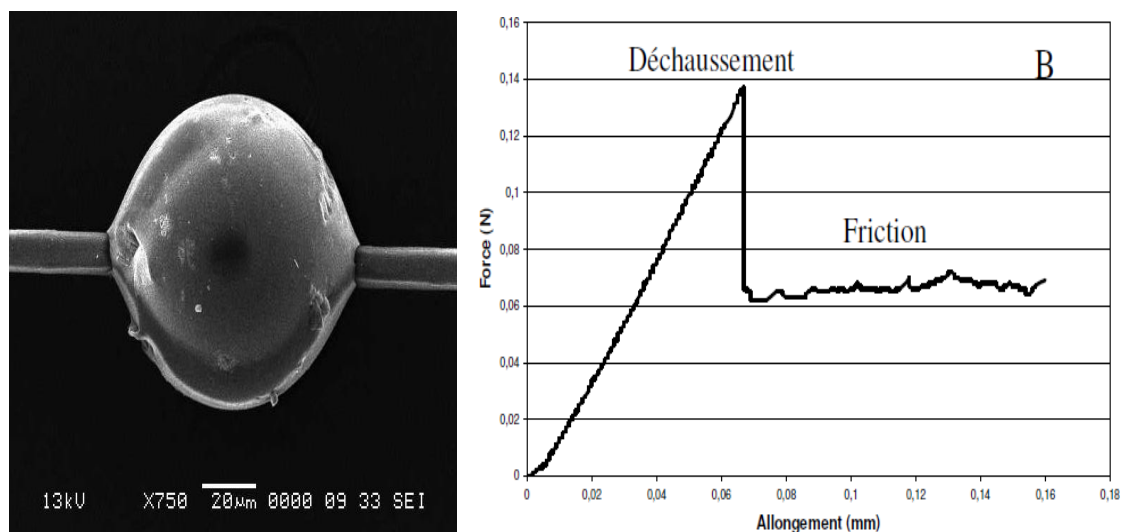 13kV X750 20µm 0000 09 33 SEI
0,16
0,14
0,12
0,1
0,08
0,06
0,04
0,02
0
Force (N)
Déchaussement
B
Friction
0 0,02 0,04 0,06 0,08 0,1 0,12 0,14 0,16 0,18
Allongement (mm)